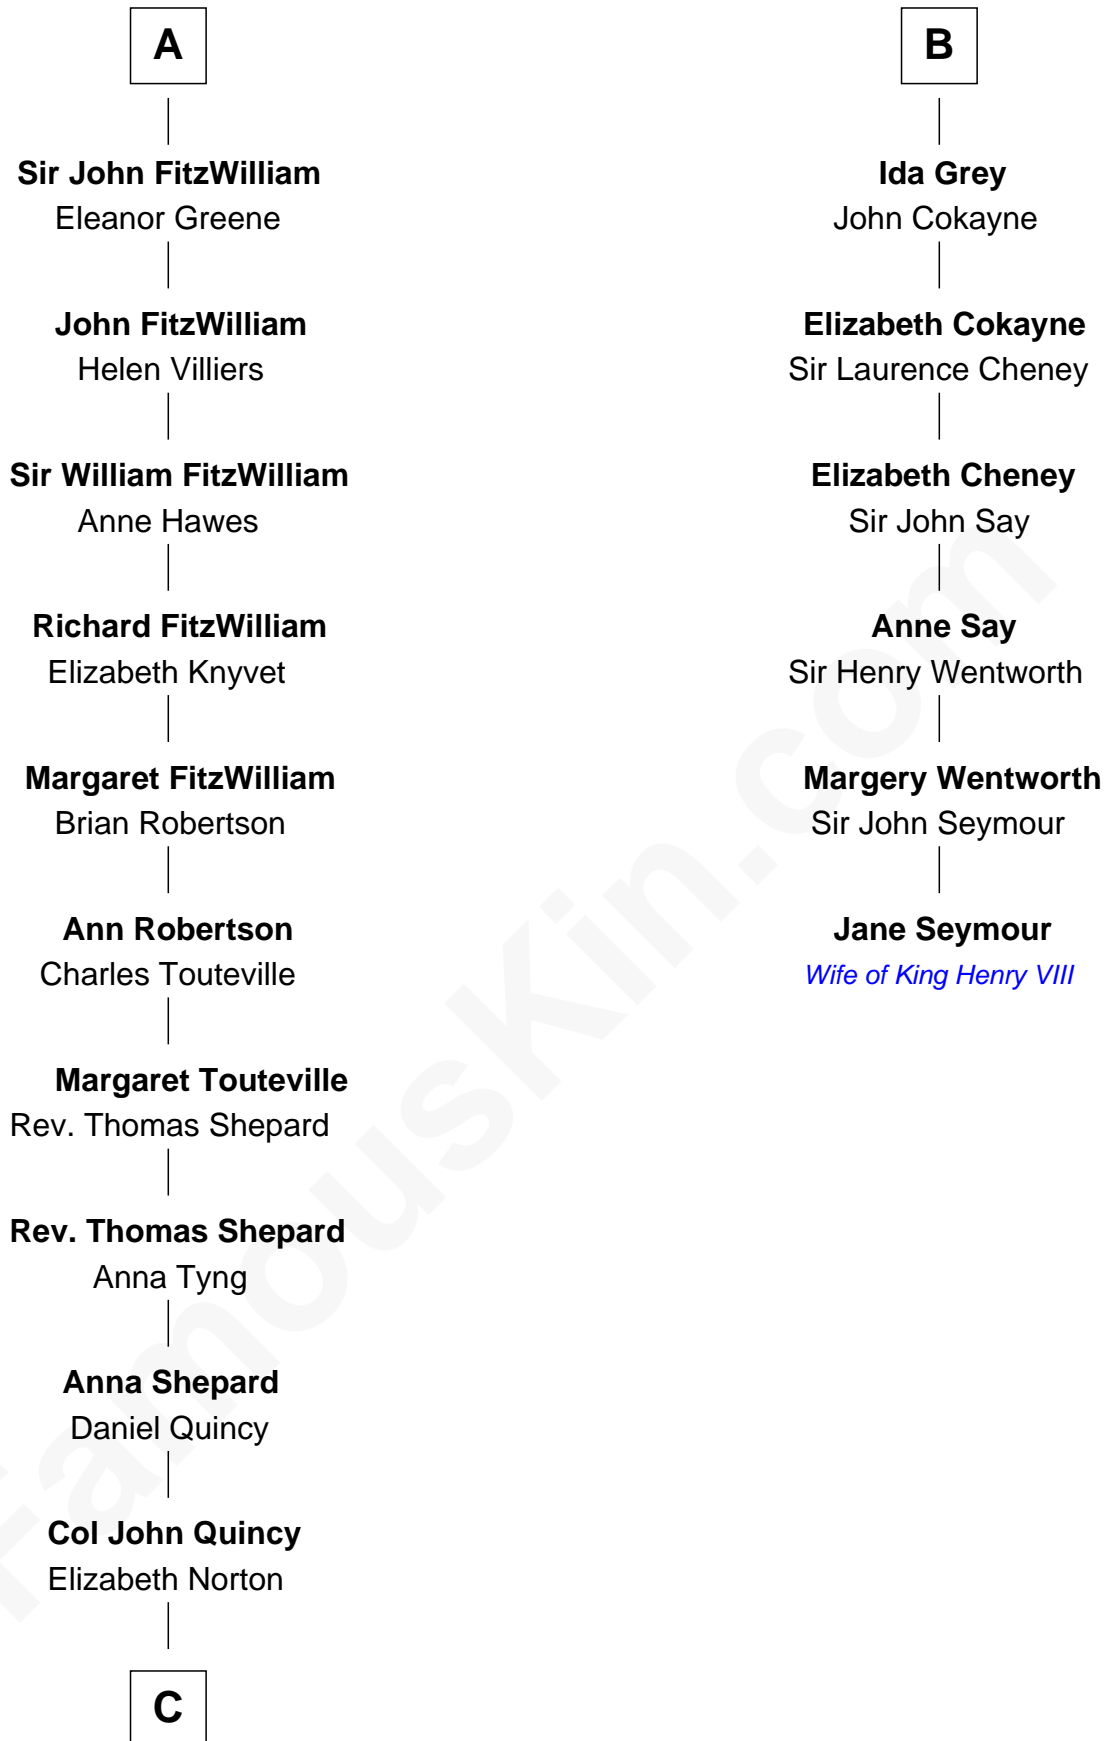 A
Sir John FitzWilliam
Eleanor Greene
John FitzWilliam
Helen Villiers
Sir William FitzWilliam
Anne Hawes
Richard FitzWilliam
Elizabeth Knyvet
Margaret FitzWilliam
Brian Robertson
Ann Robertson
Charles Touteville
Margaret Touteville
Rev. Thomas Shepard
Rev. Thomas Shepard
Anna Tyng
Anna Shepard
Daniel Quincy
Col John Quincy
Elizabeth Norton
C
B
Ida Grey
John Cokayne
Elizabeth Cokayne
Sir Laurence Cheney
Elizabeth Cheney
Sir John Say
Anne Say
Sir Henry Wentworth
Margery Wentworth
Sir John Seymour
Jane Seymour
Wife of King Henry VIII
FamousKin.com